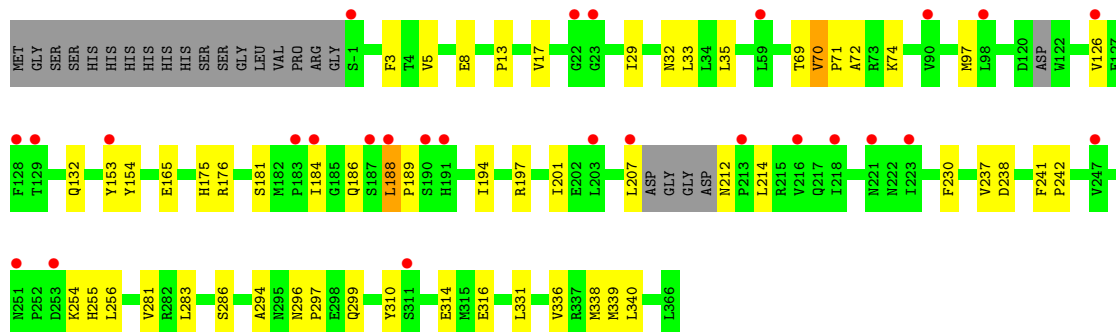 MET GLY SER SER HIS HIS HIS HIS HIS HIS SER SER GLY LEU VAL PRO ARG GLY S-1 F3 T4 V5 E8 P13 V17 G22 G23 I29 N32 L33 L34 L35 L59 T69 V70 P71 A72 R73 K74 V90 M97 L98 D120 ASP W122 V126 E127
F128 T129 Q132 Y153 Y154 E165 H175 R176 S181 M182 P183 I184 G185 Q186 S187 L188 P189 S190 H191 I194 R197 I201 E202 L203 L207 ASP GLY GLY ASP N212 P213 L214 R215 V216 Q217 I218 N221 N222 I223 F230 V237 D238 F241 P242 V247
N251 P252 D253 K254 H255 L256 V281 R282 L283 S286 A294 N295 N296 P297 E298 Q299 Y310 S311 E314 M315 E316 L331 V336 R337 M338 M339 L340 L366